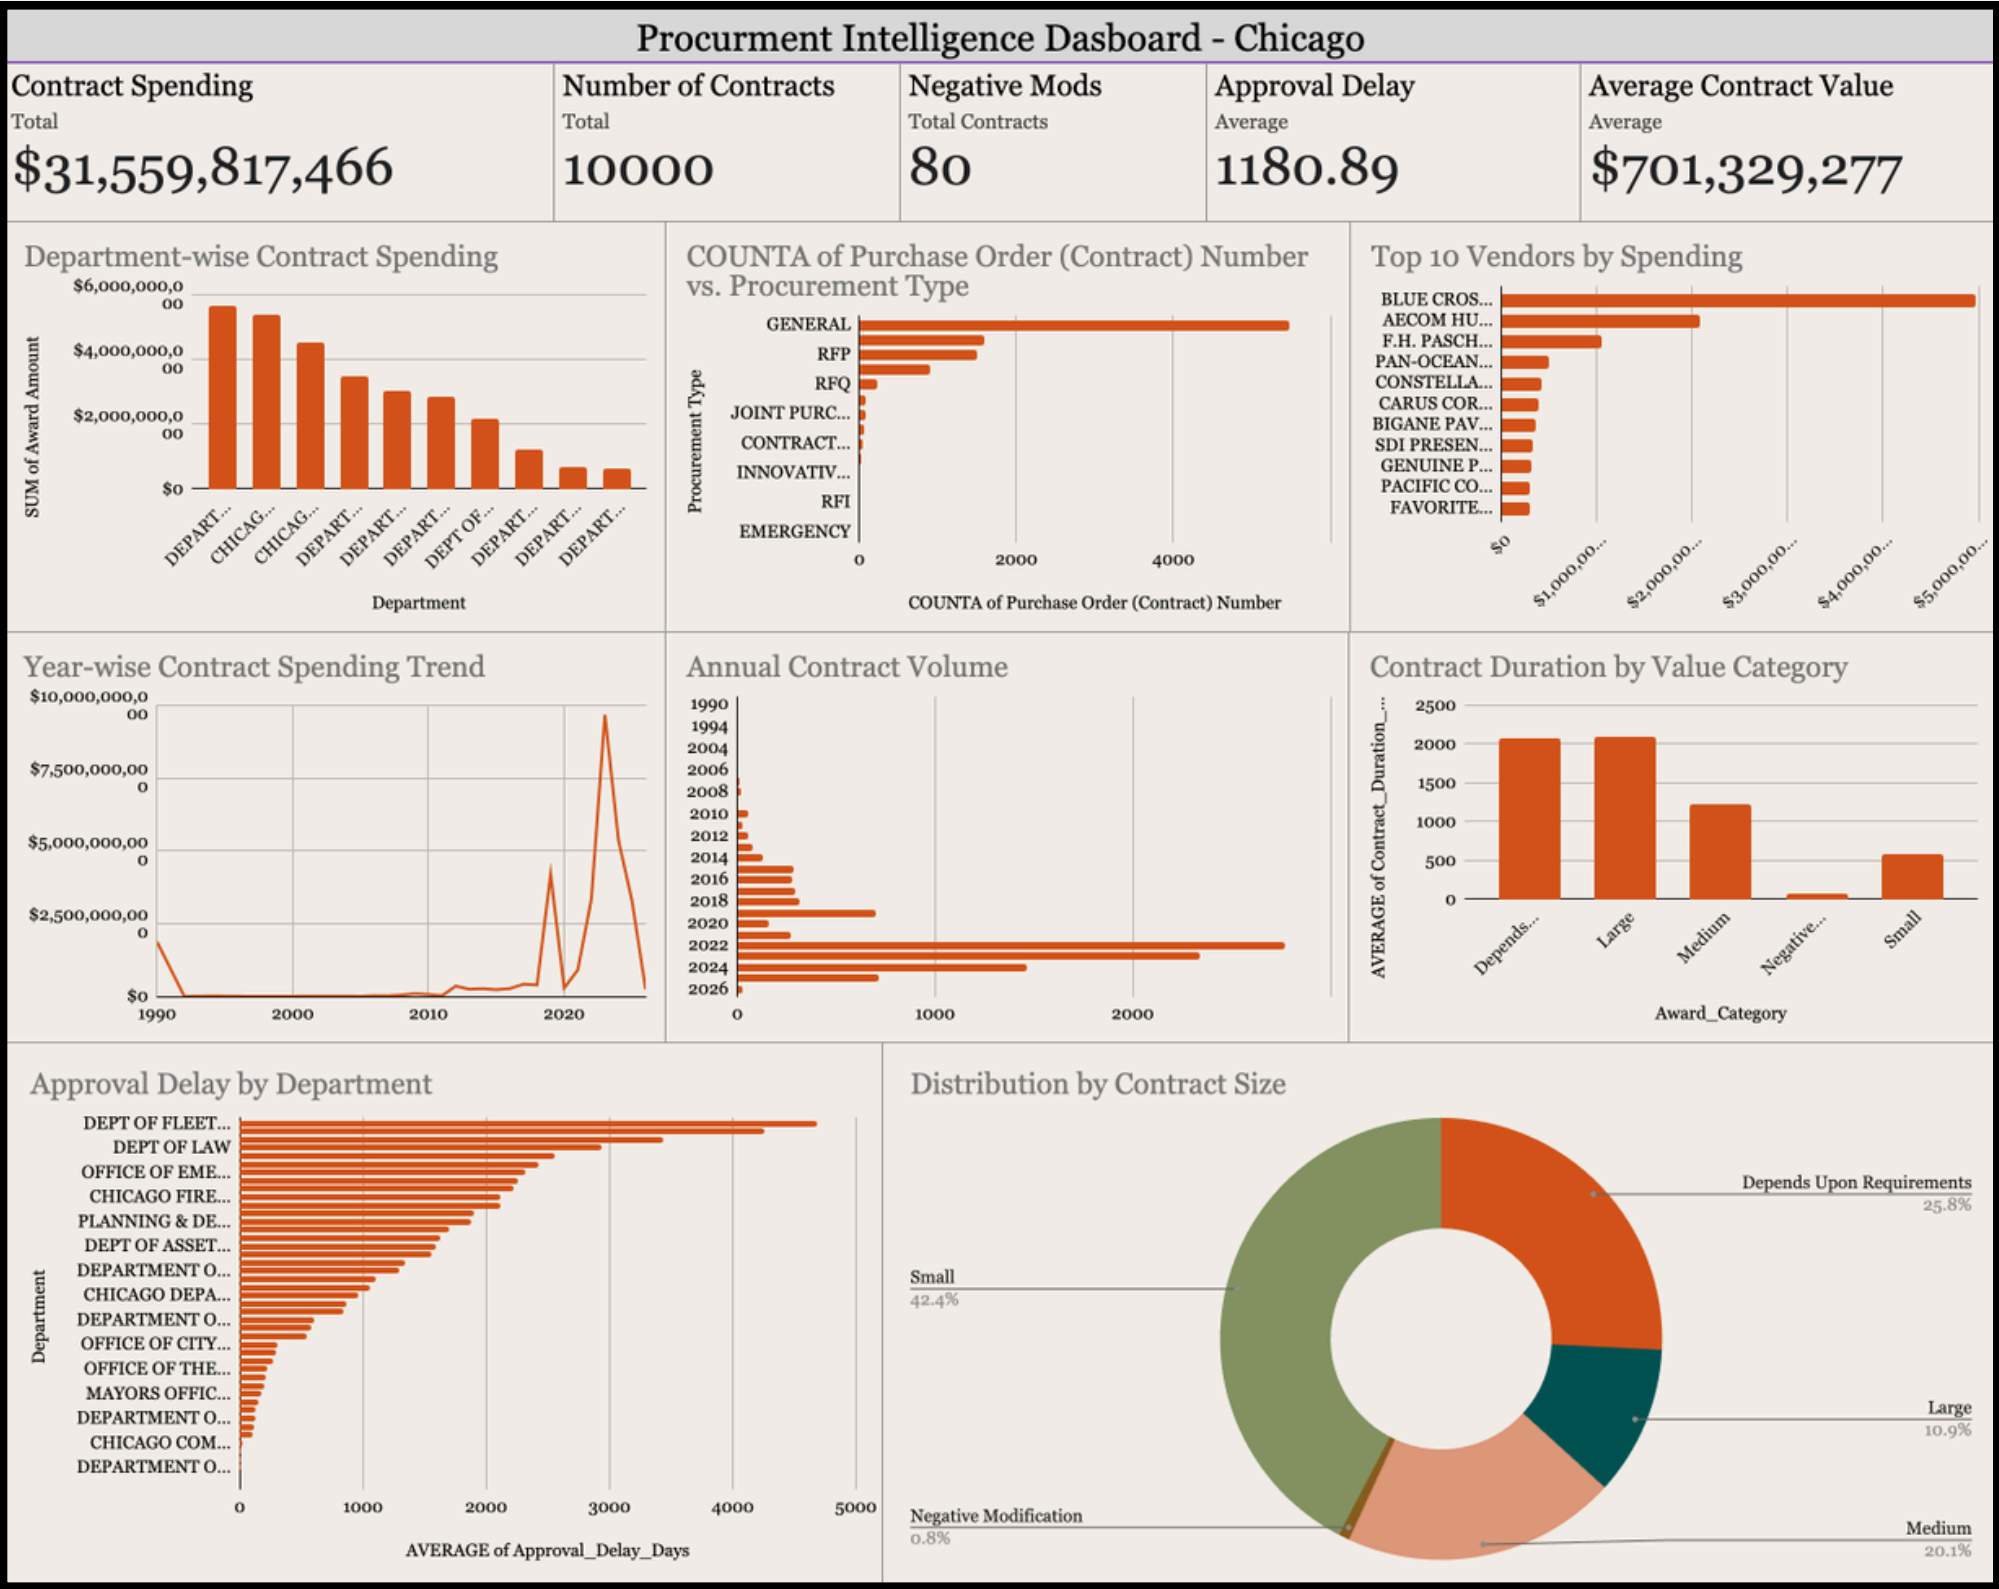 Procurment Intelligence Dasboard - Chicago
Contract Spending
Total
$31,559,817,466
Number of Contracts
Total
10000
Negative Mods
Total Contracts
80
Approval Delay
Average
1180.89
Average Contract Value
Average
$701,329,277
Department-wise Contract Spending
SUM of Award Amount
$6,000,000,0
00
$4,000,000,0
00
$2,000,000,0
00
$0
DEPART...
CHICAG...
CHICAG...
DEPART...
DEPART...
DEPART...
DEPT OF...
DEPART...
DEPART...
DEPART...
Department
COUNTA of Purchase Order (Contract) Number
vs. Procurement Type
Procurement Type
GENERAL
RFP
RFQ
JOINT PURC...
CONTRACT...
INNOVATIV...
RFI
EMERGENCY
0
2000
4000
COUNTA of Purchase Order (Contract) Number
Top 10 Vendors by Spending
BLUE CROS...
AECOM HU...
F.H. PASCH...
PAN-OCEAN...
CONSTELLA...
CARUS COR...
BIGANE PAV...
SDI PRESEN...
GENUINE P...
PACIFIC CO...
FAVORITE...
$0
$1,000,00...
$2,000,00...
$3,000,00...
$4,000,00...
$5,000,00...
Year-wise Contract Spending Trend
$10,000,000,0
00
$7,500,000,00
0
$5,000,000,00
0
$2,500,000,00
0
$0
1990
2000
2010
2020
Annual Contract Volume
1990
1994
2004
2006
2008
2010
2012
2014
2016
2018
2020
2022
2024
2026
0
1000
2000
Contract Duration by Value Category
AVERAGE of Contract_Duration_...
2500
2000
1500
1000
500
0
Depends...
Large
Medium
Negative...
Small
Award_Category
Approval Delay by Department
Department
DEPT OF FLEET...
DEPT OF LAW
OFFICE OF EME...
CHICAGO FIRE...
PLANNING & DE...
DEPT OF ASSET...
DEPARTMENT O...
CHICAGO DEPA...
DEPARTMENT O...
OFFICE OF CITY...
OFFICE OF THE...
MAYORS OFFIC...
DEPARTMENT O...
CHICAGO COM...
DEPARTMENT O...
0
1000
2000
3000
4000
5000
AVERAGE of Approval_Delay_Days
Distribution by Contract Size
Depends Upon Requirements
25.8%
Small
42.4%
Large
10.9%
Negative Modification
0.8%
Medium
20.1%